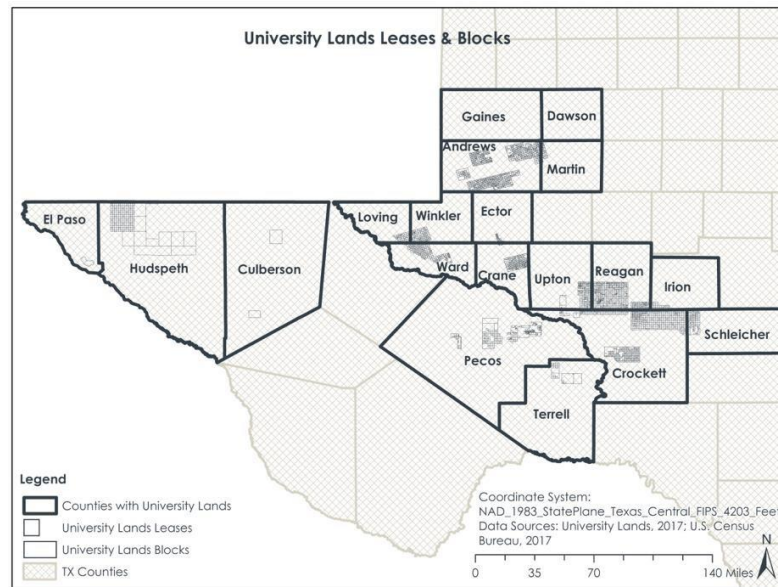 University Lands Leases & Blocks
Gaines
Dawson
Andrews
Martin
El Paso
Hudspeth
Culberson
Loving
Winkler
Ector
Ward
Crane
Upton
Reagan
Irion
Schleicher
Pecos
Crockett
Terrell
Legend
Counties with University Lands
University Lands Leases
University Lands Blocks
TX Counties
Coordinate System:
NAD_1983_StatePlane_Texas_Central_FIPS_4203_Feet
Data Sources: University Lands, 2017; U.S. Census
Bureau, 2017
N
0 35 70 140 Miles